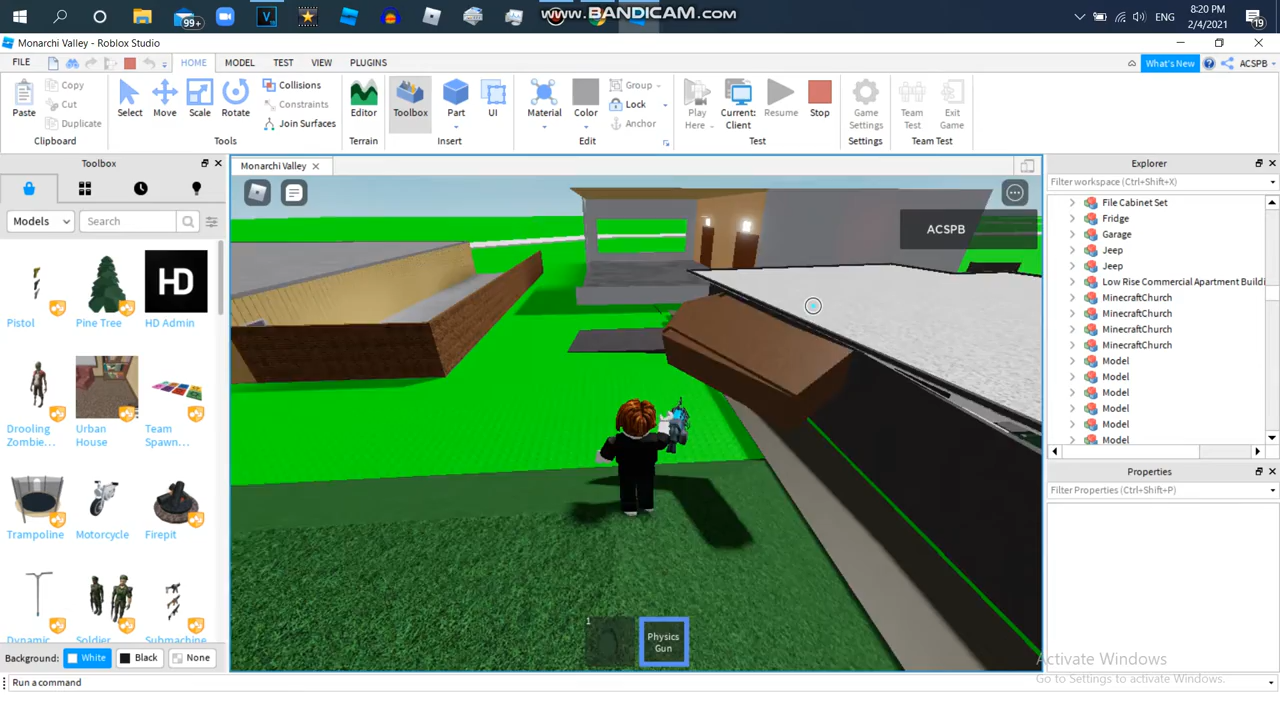 99+
www.BANDICAM.com
ENG
8:20 PM
2/4/2021
19
Monarchi Valley - Roblox Studio
FILE
HOME
MODEL
TEST
VIEW
PLUGINS
What's New
ACSPB
Paste
Copy
Cut
Duplicate
Clipboard
Select
Move
Scale
Rotate
Collisions
Constraints
Join Surfaces
Tools
Editor
Terrain
Toolbox
Part
UI
Insert
Material
Color
Group
Lock
Anchor
Edit
Play
Here
Current:
Client
Resume
Stop
Test
Game
Settings
Settings
Team
Test
Exit
Game
Team Test
Toolbox
Models
Search
Pistol
Pine Tree
HD
HD Admin
Drooling
Zombie...
Urban
House
Team
Spawn...
Trampoline
Motorcycle
Firepit
Dynamic
Soldier
Submachine
Background:
White
Black
None
Run a command
Monarchi Valley
ACSPB
1
Physics
Gun
Explorer
Filter workspace (Ctrl+Shift+X)
File Cabinet Set
Fridge
Garage
Jeep
Jeep
Low Rise Commercial Apartment Buildi
MinecraftChurch
MinecraftChurch
MinecraftChurch
MinecraftChurch
Model
Model
Model
Model
Model
Model
Properties
Filter Properties (Ctrl+Shift+P)
Activate Windows
Go to Settings to activate Windows.